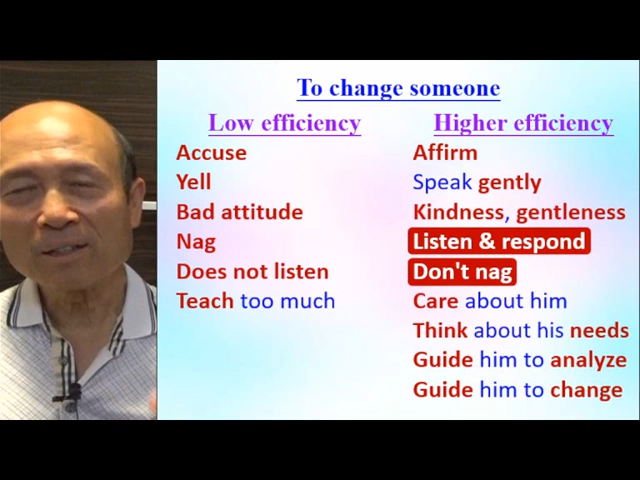 To change someone
Low efficiency
Accuse
Yell
Bad attitude
Nag
Does not listen
Teach too much
Higher efficiency
Affirm
Speak gently
Kindness, gentleness
Listen & respond
Don't nag
Care about him
Think about his needs
Guide him to analyze
Guide him to change